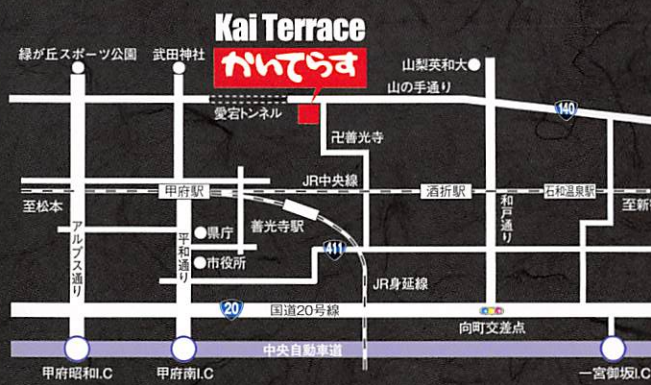 Kai Terrace
かいてらす
緑が丘スポーツ公園
武田神社
山梨英和大
山の手通り
140
愛宕トンネル
卍善光寺
JR中央線
甲府駅
酒折駅
石和温泉駅
至松本
至新宿
和戸通り
善光寺駅
県庁
市役所
アルプス通り
平和通り
411
JR身延線
20
国道20号線
向町交差点
中央自動車道
甲府昭和I.C
甲府南I.C
一宮御坂I.C